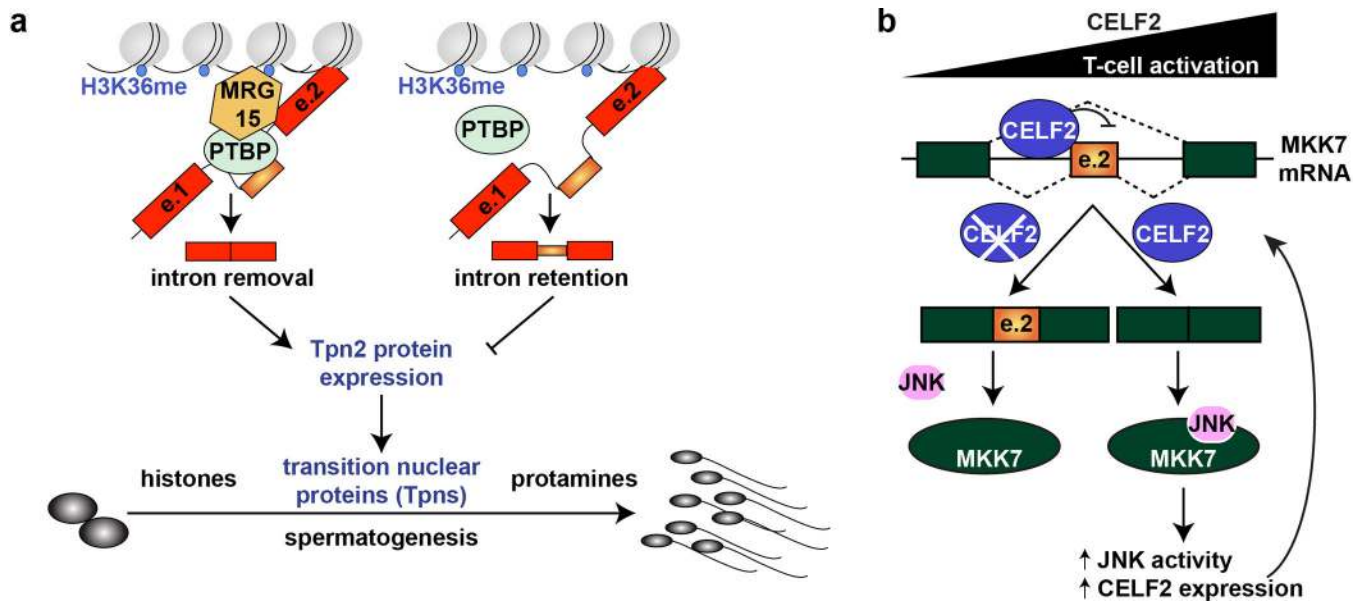 a
H3K36me
MRG
15
PTBP
e.2
e.1
intron removal
H3K36me
PTBP
e.2
e.1
intron retention
Tpn2 protein
expression
histones
transition nuclear
proteins (Tpns)
protamines
spermatogenesis
b
CELF2
T-cell activation
CELF2
e.2
MKK7
mRNA
CELF2
CELF2
e.2
JNK
MKK7
JNK
MKK7
↑ JNK activity
↑ CELF2 expression